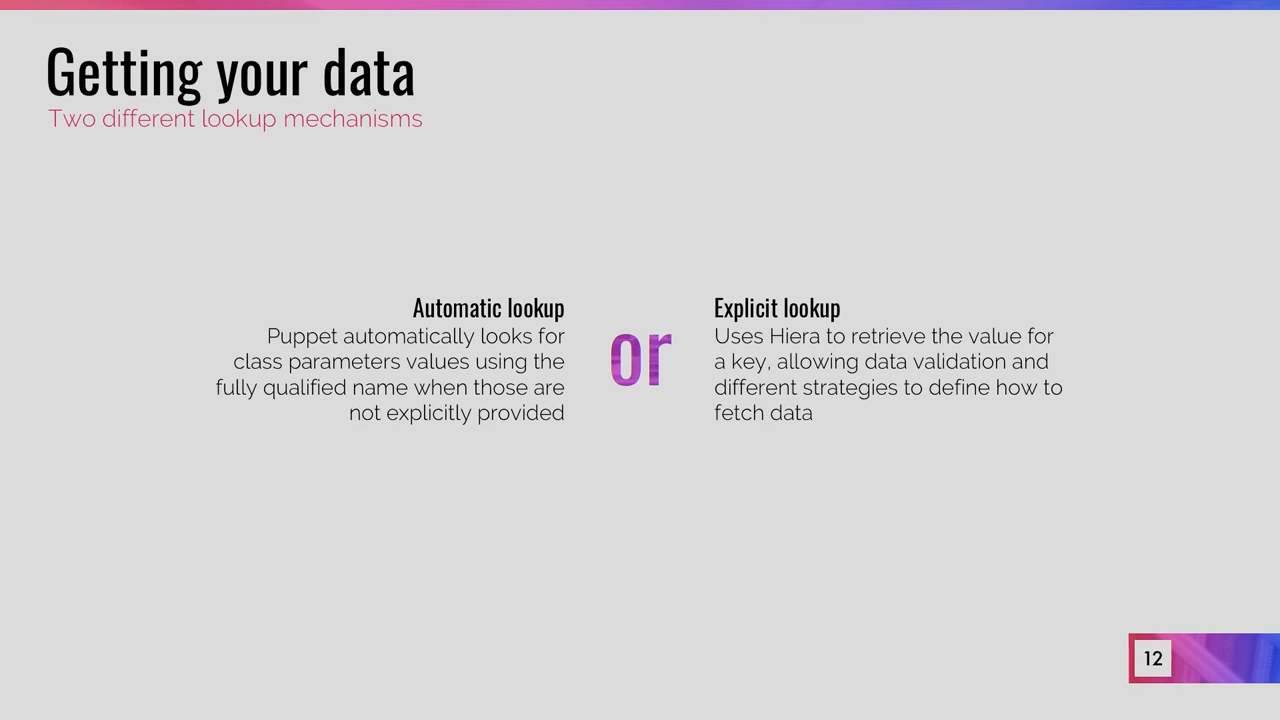 Getting your data
Two different lookup mechanisms
Automatic lookup
Puppet automatically looks for
class parameters values using the
fully qualified name when those are
not explicitly provided
or
Explicit lookup
Uses Hiera to retrieve the value for
a key, allowing data validation and
different strategies to define how to
fetch data
12